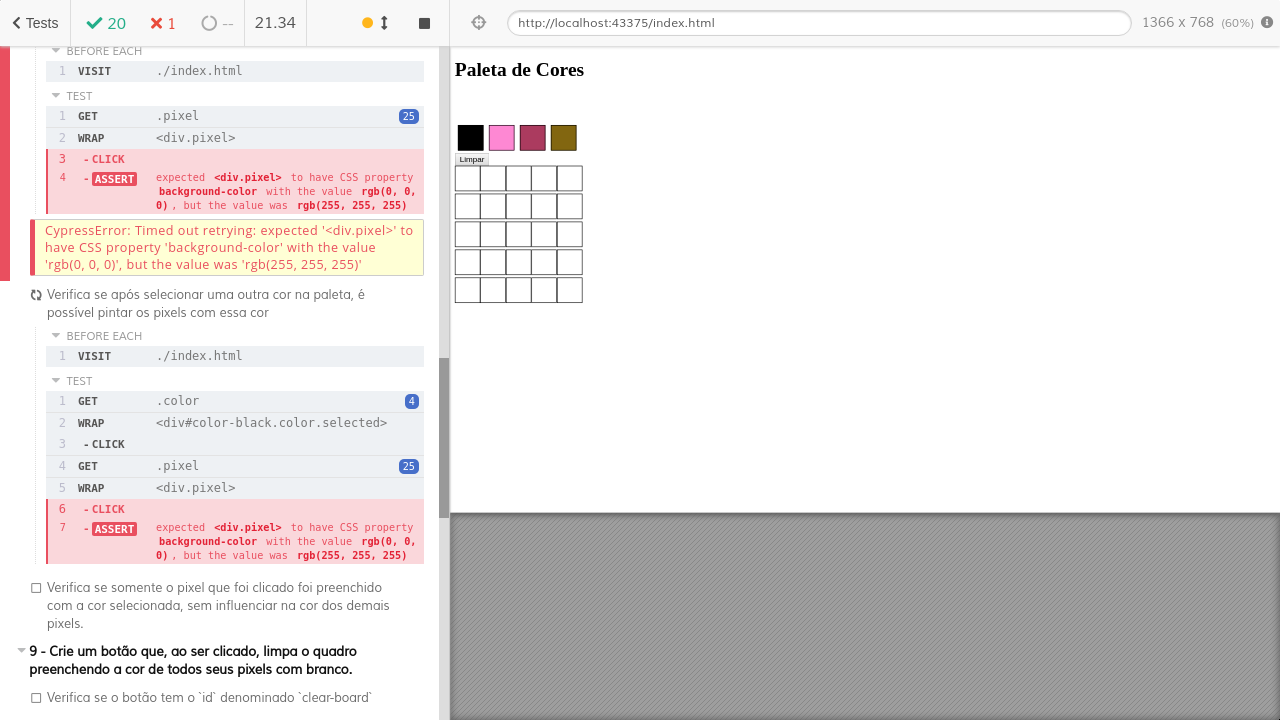 Tests 20 1 -- 21.34
http://localhost:43375/index.html 1366 x 768 (60%)
BEFORE EACH
1 VISIT ./index.html
TEST
1 GET .pixel 25
2 WRAP <div.pixel>
3 -CLICK
4 -ASSERT expected <div.pixel> to have CSS property
background-color with the value rgb(0, 0,
0), but the value was rgb(255, 255, 255)
CypressError: Timed out retrying: expected '<div.pixel>' to
have CSS property 'background-color' with the value
'rgb(0, 0, 0)', but the value was 'rgb(255, 255, 255)'
Verifica se após selecionar uma outra cor na paleta, é
possível pintar os pixels com essa cor
BEFORE EACH
1 VISIT ./index.html
TEST
1 GET .color 4
2 WRAP <div#color-black.color.selected>
3 -CLICK
4 GET .pixel 25
5 WRAP <div.pixel>
6 -CLICK
7 -ASSERT expected <div.pixel> to have CSS property
background-color with the value rgb(0, 0,
0), but the value was rgb(255, 255, 255)
Verifica se somente o pixel que foi clicado foi preenchido
com a cor selecionada, sem influenciar na cor dos demais
pixels.
9 - Crie um botão que, ao ser clicado, limpa o quadro
preenchendo a cor de todos seus pixels com branco.
Verifica se o botão tem o `id` denominado `clear-board`
Paleta de Cores
Limpar